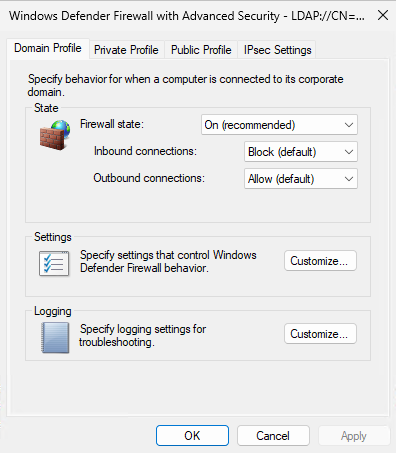 Windows Defender Firewall with Advanced Security - LDAP://CN=...
Domain Profile Private Profile Public Profile IPsec Settings
Specify behavior for when a computer is connected to its corporate
domain.
State
Firewall state: On (recommended)
Inbound connections: Block (default)
Outbound connections: Allow (default)
Settings
Specify settings that control Windows
Defender Firewall behavior.
Customize...
Logging
Specify logging settings for
troubleshooting.
Customize...
OK Cancel Apply